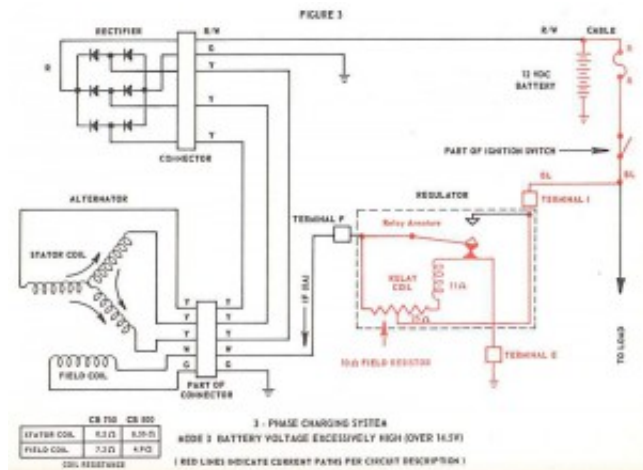 FIGURE 3
RECTIFIER
R/W
R/W
CABLE
G
R
Y
R
12 VDC
BATTERY
R
Y
Y
CONNECTOR
PART OF IGNITION SWITCH
BL
BL
ALTERNATOR
REGULATOR
TERMINAL I
TERMINAL F
Relay Armature
STATOR COIL
RELAY
COIL
11Ω
Y
Y
Y
Y
Y
Y
W
W
G
G
10Ω FIELD RESISTOR
TERMINAL E
TO LOAD
FIELD COIL
PART OF
CONNECTOR
CB 750
STATOR COIL
FIELD COIL
COIL RESISTANCE
3 - PHASE CHARGING SYSTEM
MODE 3 BATTERY VOLTAGE EXCESSIVELY HIGH (OVER 14.5V)
( RED LINES INDICATE CURRENT PATHS PER CIRCUIT DESCRIPTION )